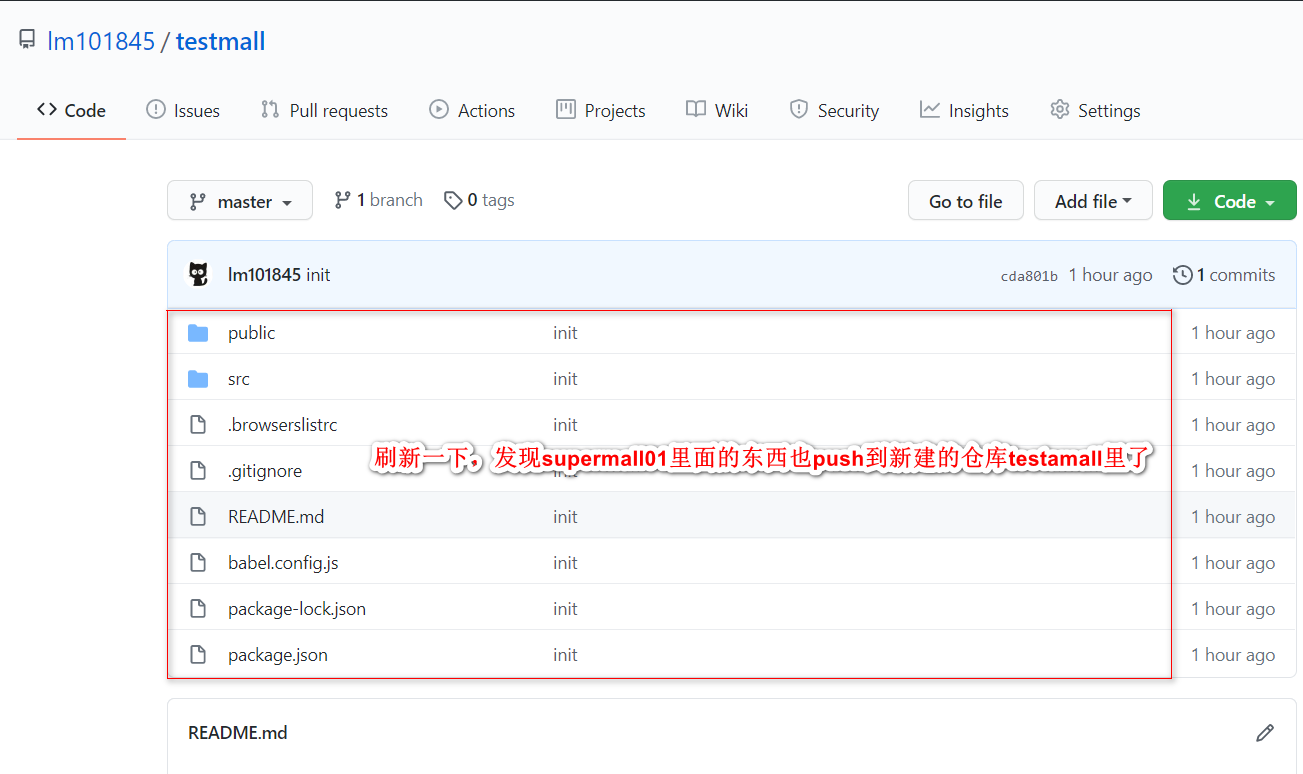 lm101845 / testmall
Code Issues Pull requests Actions Projects Wiki Security Insights Settings
master 1 branch 0 tags Go to file Add file Code
lm101845 init cda801b 1 hour ago 1 commits
public init 1 hour ago
src init 1 hour ago
.browserslistrc init 1 hour ago
刷新一下，发现supermall01里面的东西也push到新建的仓库testamall里了
.gitignore init 1 hour ago
README.md init 1 hour ago
babel.config.js init 1 hour ago
package-lock.json init 1 hour ago
package.json init 1 hour ago
README.md